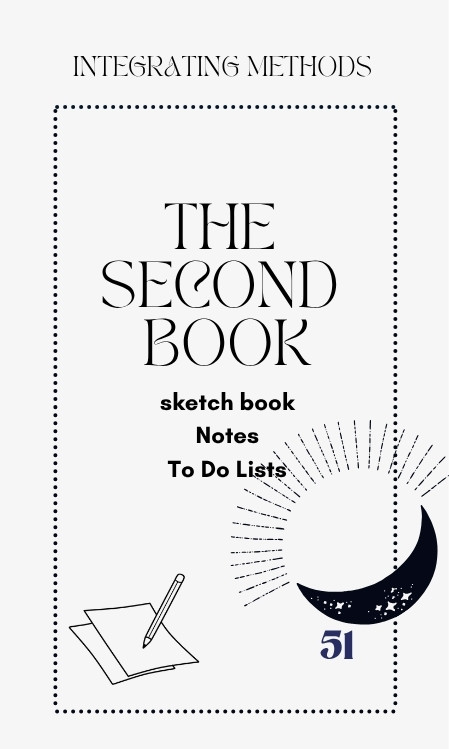 INTEGRATING METHODS
THE
SECOND
BOOK
sketch book
Notes
To Do Lists
51